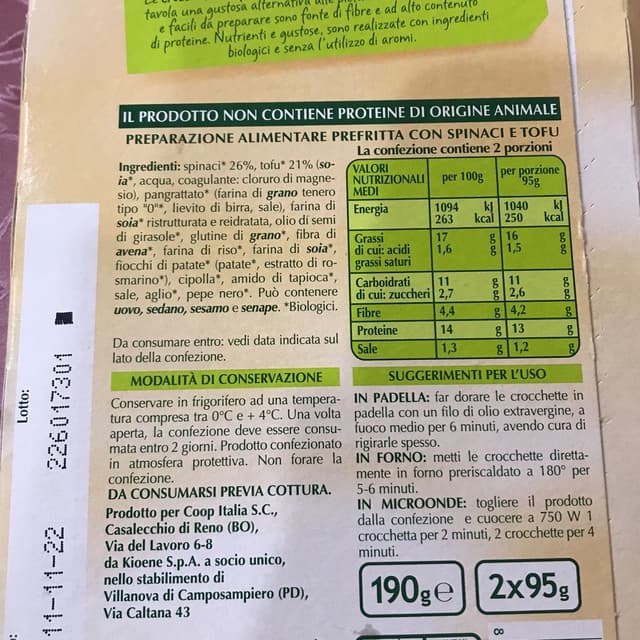 tavola una gustosa alternativa alle
e facili da preparare sono fonte di fibre e ad alto contenuto
di proteine. Nutrienti e gustose, sono realizzate con ingredienti
biologici e senza l'utilizzo di aromi.
IL PRODOTTO NON CONTIENE PROTEINE DI ORIGINE ANIMALE
PREPARAZIONE ALIMENTARE PREFRITTA CON SPINACI E TOFU
Ingredienti: spinaci* 26%, tofu* 21% (so-
ia*, acqua, coagulante: cloruro di magne-
sio), pangrattato* (farina di grano tenero
tipo "0"*, lievito di birra, sale), farina di
soia* ristrutturata e reidratata, olio di semi
di girasole*, glutine di grano*, fibra di
avena*, farina di riso*, farina di soia*,
fiocchi di patate* (patate*, estratto di ro-
smarino*), cipolla*, amido di tapioca*,
sale, aglio*, pepe nero*. Può contenere
uovo, sedano, sesamo e senape. *Biologici.
Da consumare entro: vedi data indicata sul
lato della confezione.
La confezione contiene 2 porzioni
VALORI NUTRIZIONALI MEDI per 100g per porzione 95g
Energia 1094 kJ 1040 kJ
263 kcal 250 kcal
Grassi 17 g 16 g
di cui: acidi grassi saturi 1,6 g 1,5 g
Carboidrati 11 g 11 g
di cui: zuccheri 2,7 g 2,6 g
Fibre 4,4 g 4,2 g
Proteine 14 g 13 g
Sale 1,3 g 1,2 g
MODALITÀ DI CONSERVAZIONE
Conservare in frigorifero ad una tempera-
tura compresa tra 0°C e + 4°C. Una volta
aperta, la confezione deve essere consu-
mata entro 2 giorni. Prodotto confezionato
in atmosfera protettiva. Non forare la
confezione.
DA CONSUMARSI PREVIA COTTURA.
Prodotto per Coop Italia S.C.,
Casalecchio di Reno (BO),
Via del Lavoro 6-8
da Kioene S.p.A. a socio unico,
nello stabilimento di
Villanova di Camposampiero (PD),
Via Caltana 43
SUGGERIMENTI PER L'USO
IN PADELLA: far dorare le crocchette in
padella con un filo di olio extravergine, a
fuoco medio per 6 minuti, avendo cura di
rigirarle spesso.
IN FORNO: metti le crocchette diretta-
mente in forno preriscaldato a 180° per
5-6 minuti.
IN MICROONDE: togliere il prodotto
dalla confezione e cuocere a 750 W 1
crocchetta per 2 minuti, 2 crocchette per 4
minuti.
190g e
2x95g
8
Lotto:
226017301
11-11-22